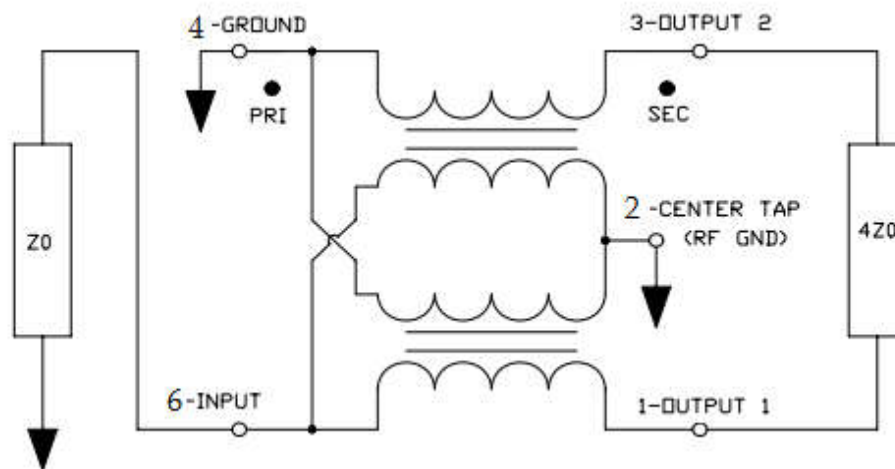 4-GROUND
3-OUTPUT 2
PRI
SEC
2-CENTER TAP
(RF GND)
Z0
4Z0
6-INPUT
1-OUTPUT 1